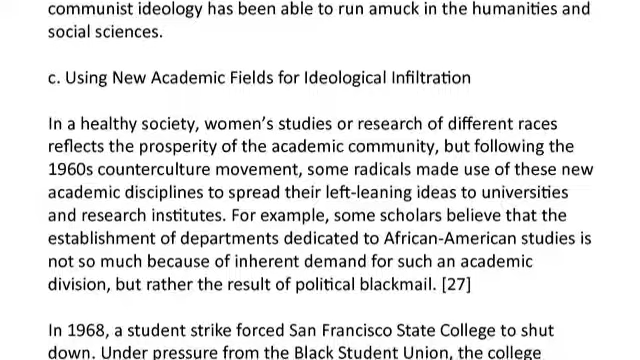 communist ideology has been able to run amuck in the humanities and
social sciences.
c. Using New Academic Fields for Ideological Infiltration
In a healthy society, women's studies or research of different races
reflects the prosperity of the academic community, but following the
1960s counterculture movement, some radicals made use of these new
academic disciplines to spread their left-leaning ideas to universities
and research institutes. For example, some scholars believe that the
establishment of departments dedicated to African-American studies is
not so much because of inherent demand for such an academic
division, but rather the result of political blackmail. [27]
In 1968, a student strike forced San Francisco State College to shut
down. Under pressure from the Black Student Union, the college